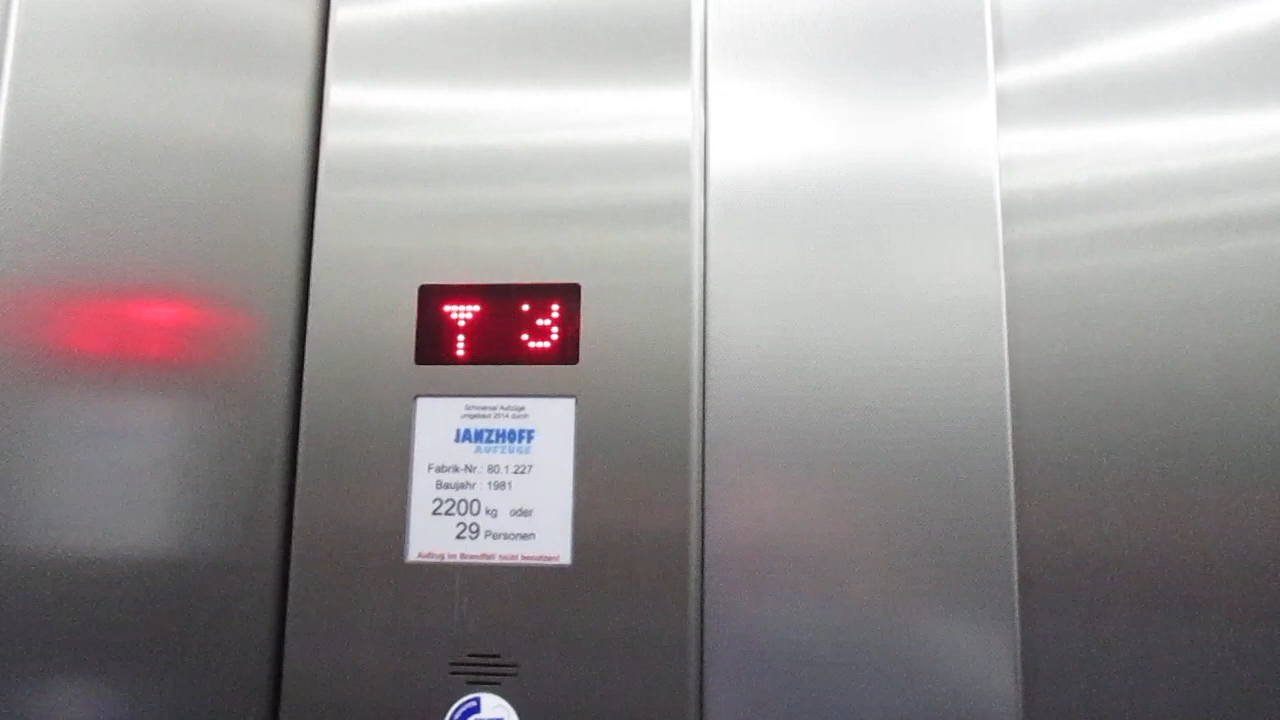 3
Schwersal Aufzüge
umgebaut 2014 durch
JANZHOFF
AUFZÜGE
Fabrik-Nr.: 80.1.227
Baujahr : 1981
2200 kg oder
29 Personen
Aufzug im Brandfall nicht benutzen!